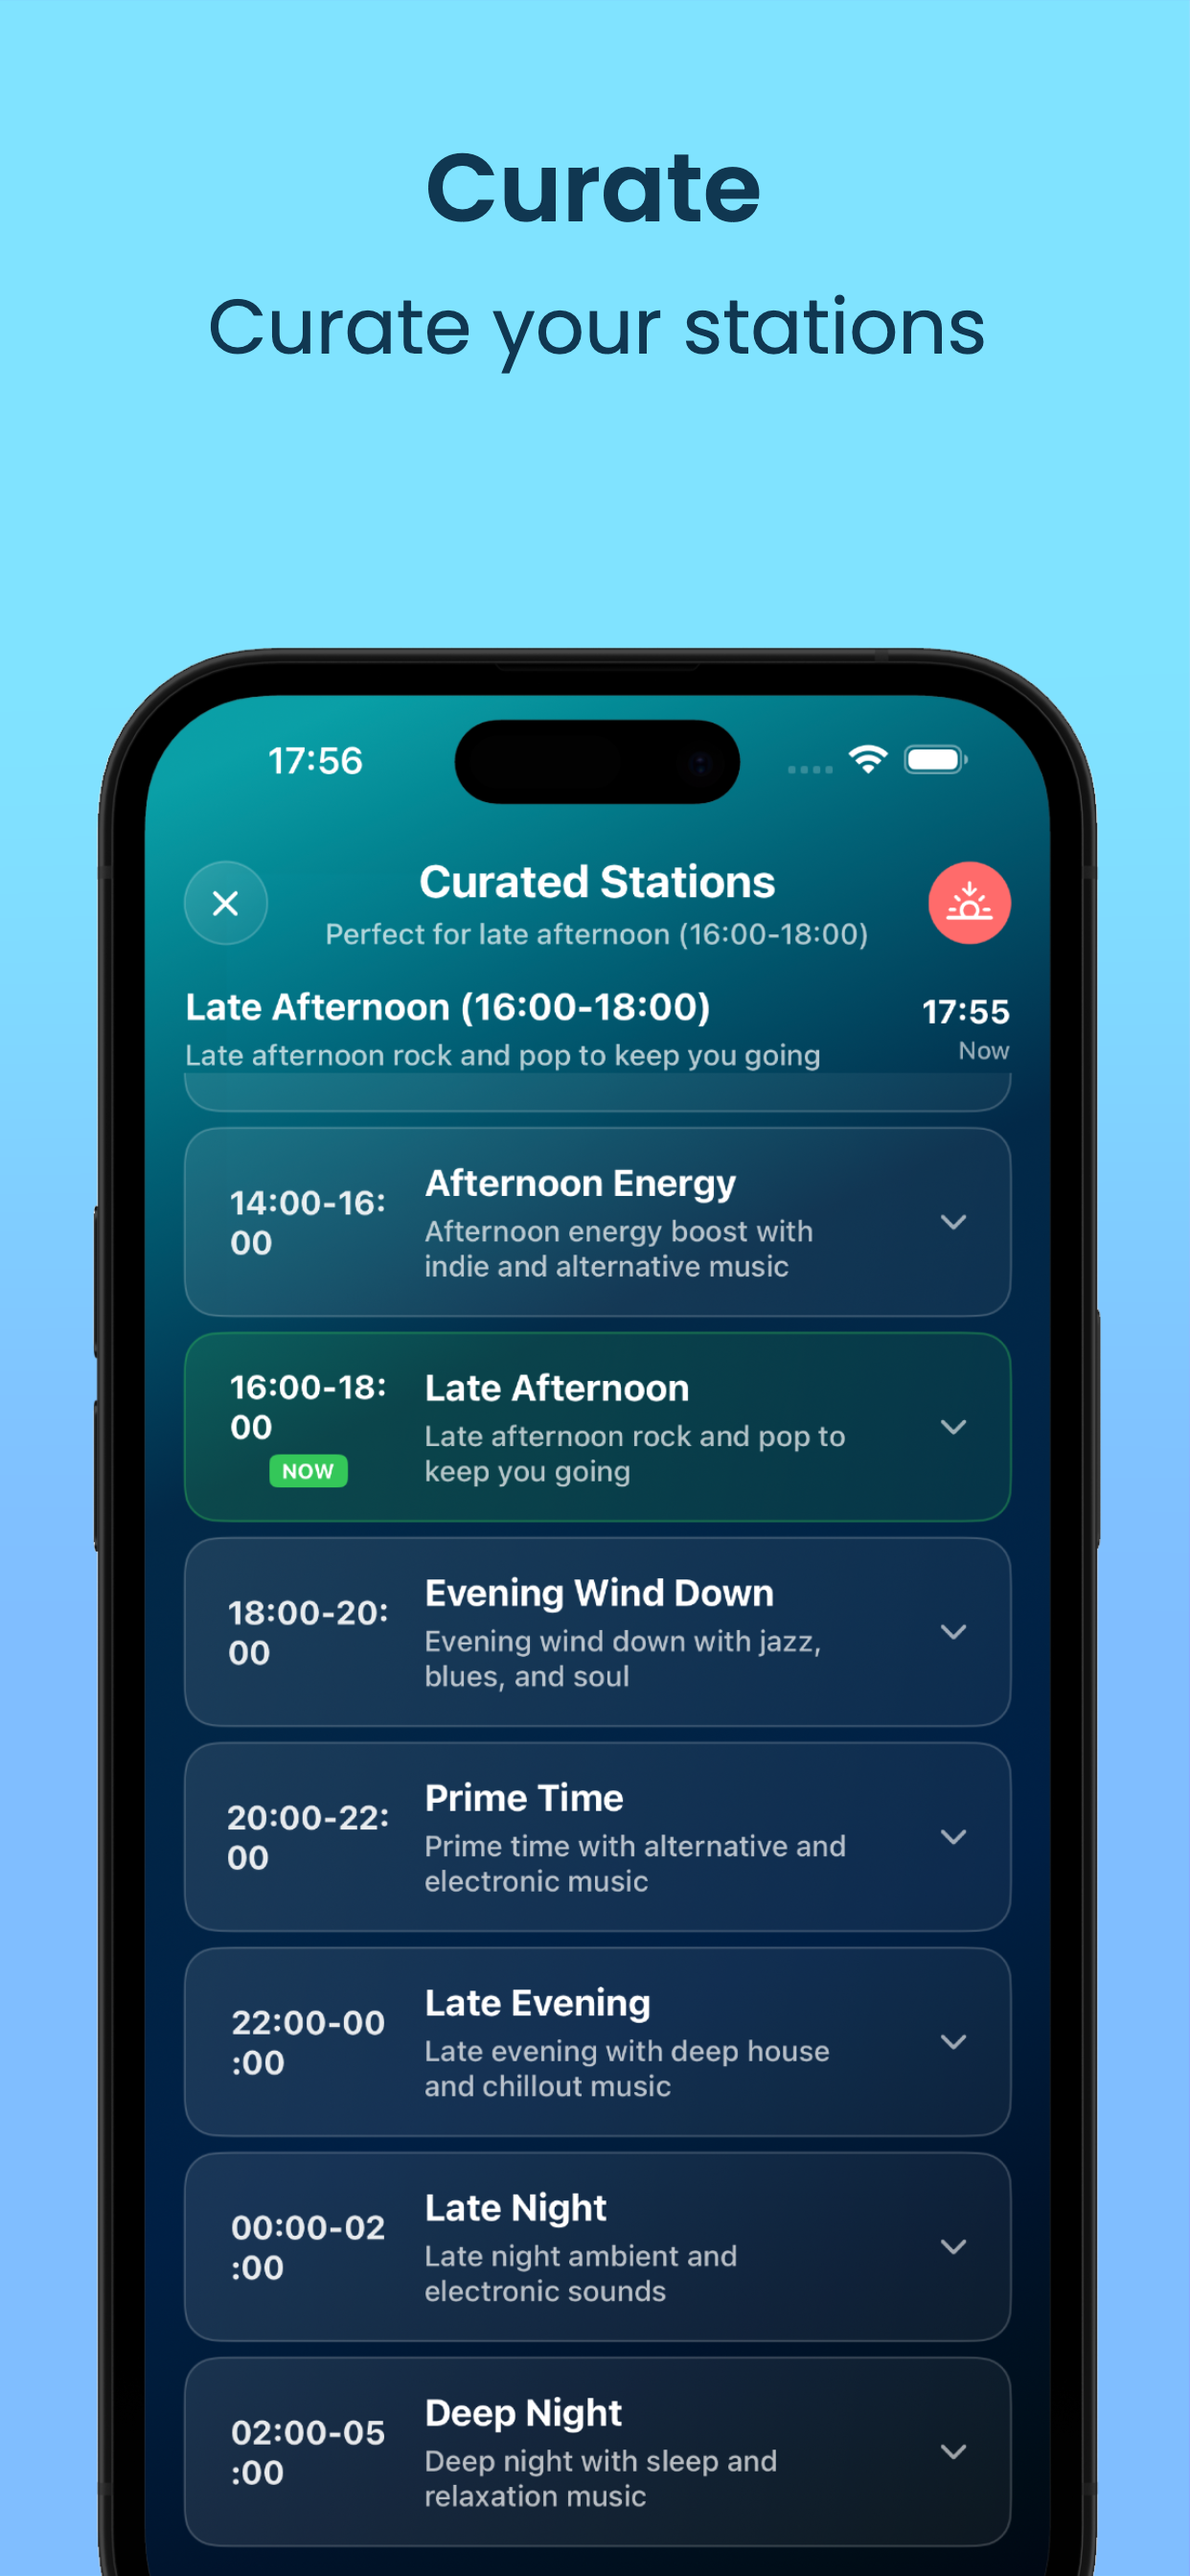 Curate
Curate your stations
17:56
Curated Stations
Perfect for late afternoon (16:00-18:00)
Late Afternoon (16:00-18:00)
17:55
Late afternoon rock and pop to keep you going
Now
14:00-16:
00
Afternoon Energy
Afternoon energy boost with
indie and alternative music
16:00-18:
00
NOW
Late Afternoon
Late afternoon rock and pop to
keep you going
18:00-20:
00
Evening Wind Down
Evening wind down with jazz,
blues, and soul
20:00-22:
00
Prime Time
Prime time with alternative and
electronic music
22:00-00
:00
Late Evening
Late evening with deep house
and chillout music
00:00-02
:00
Late Night
Late night ambient and
electronic sounds
02:00-05
:00
Deep Night
Deep night with sleep and
relaxation music